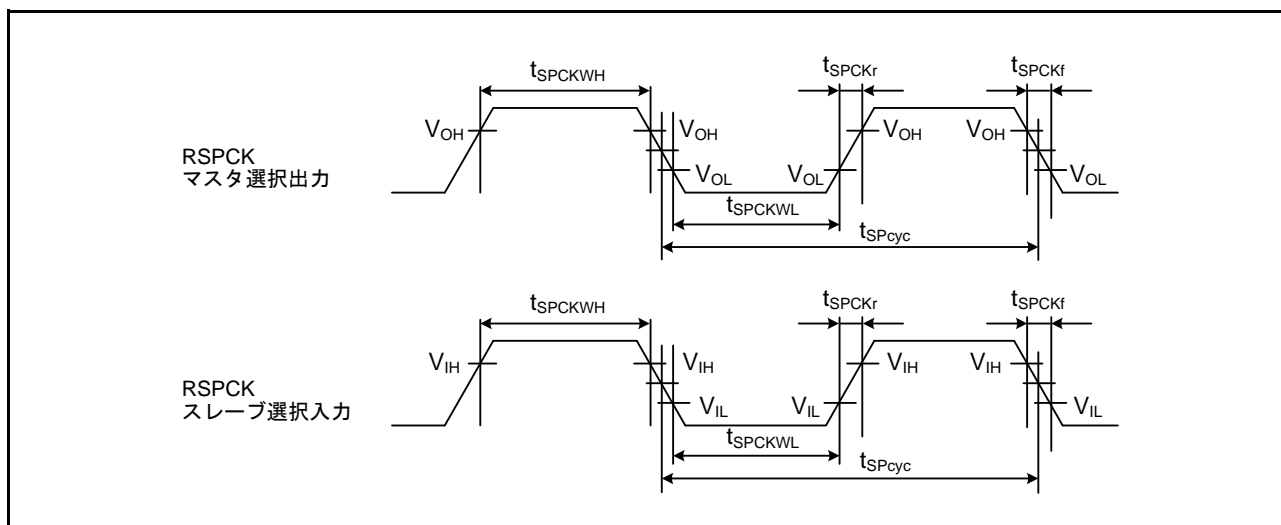 tSPCKWH
tSPCKr
tSPCKf
VOH
VOH
VOH
VOH
RSPCK
マスタ選択出力
VOL
VOL
VOL
tSPCKWL
tSPcyc
tSPCKWH
tSPCKr
tSPCKf
VIH
VIH
VIH
VIH
RSPCK
スレーブ選択入力
VIL
VIL
VIL
tSPCKWL
tSPcyc